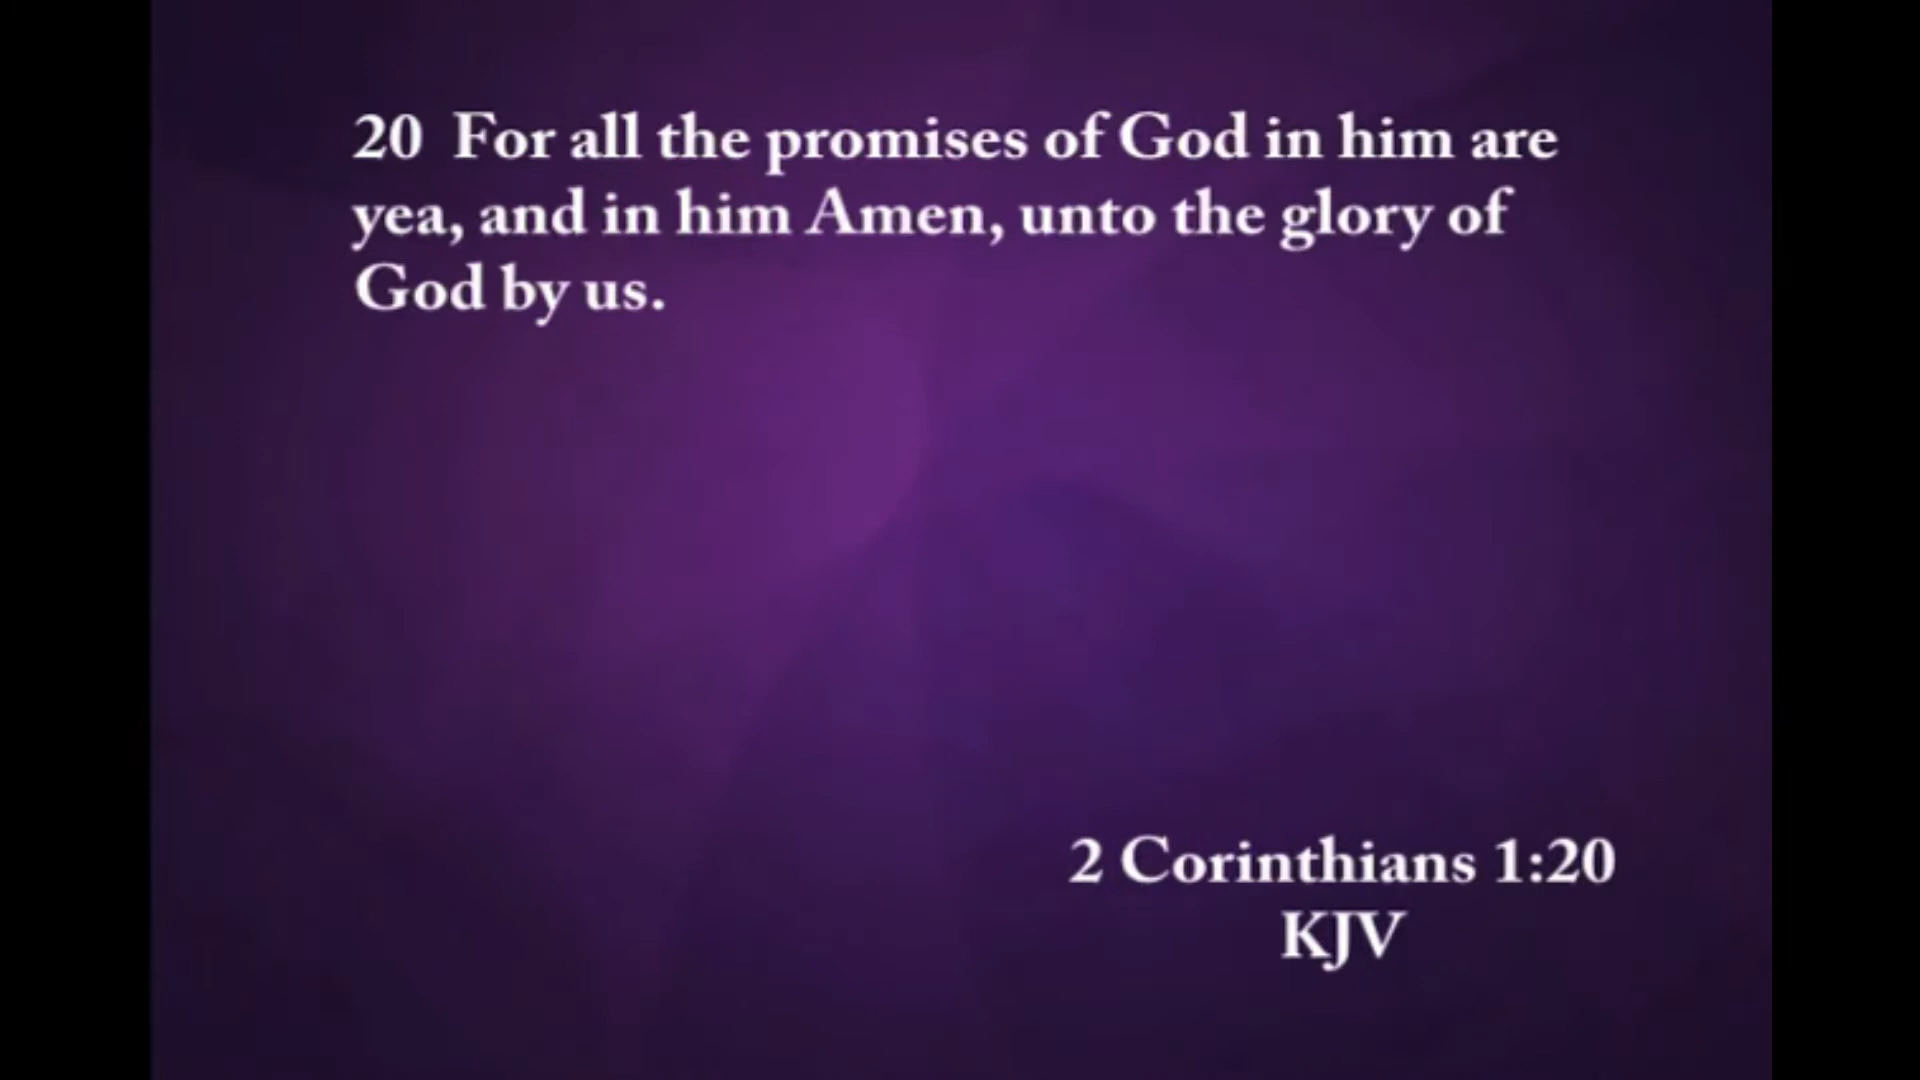 20 For all the promises of God in him are
yea, and in him Amen, unto the glory of
God by us.
2 Corinthians 1:20
KJV